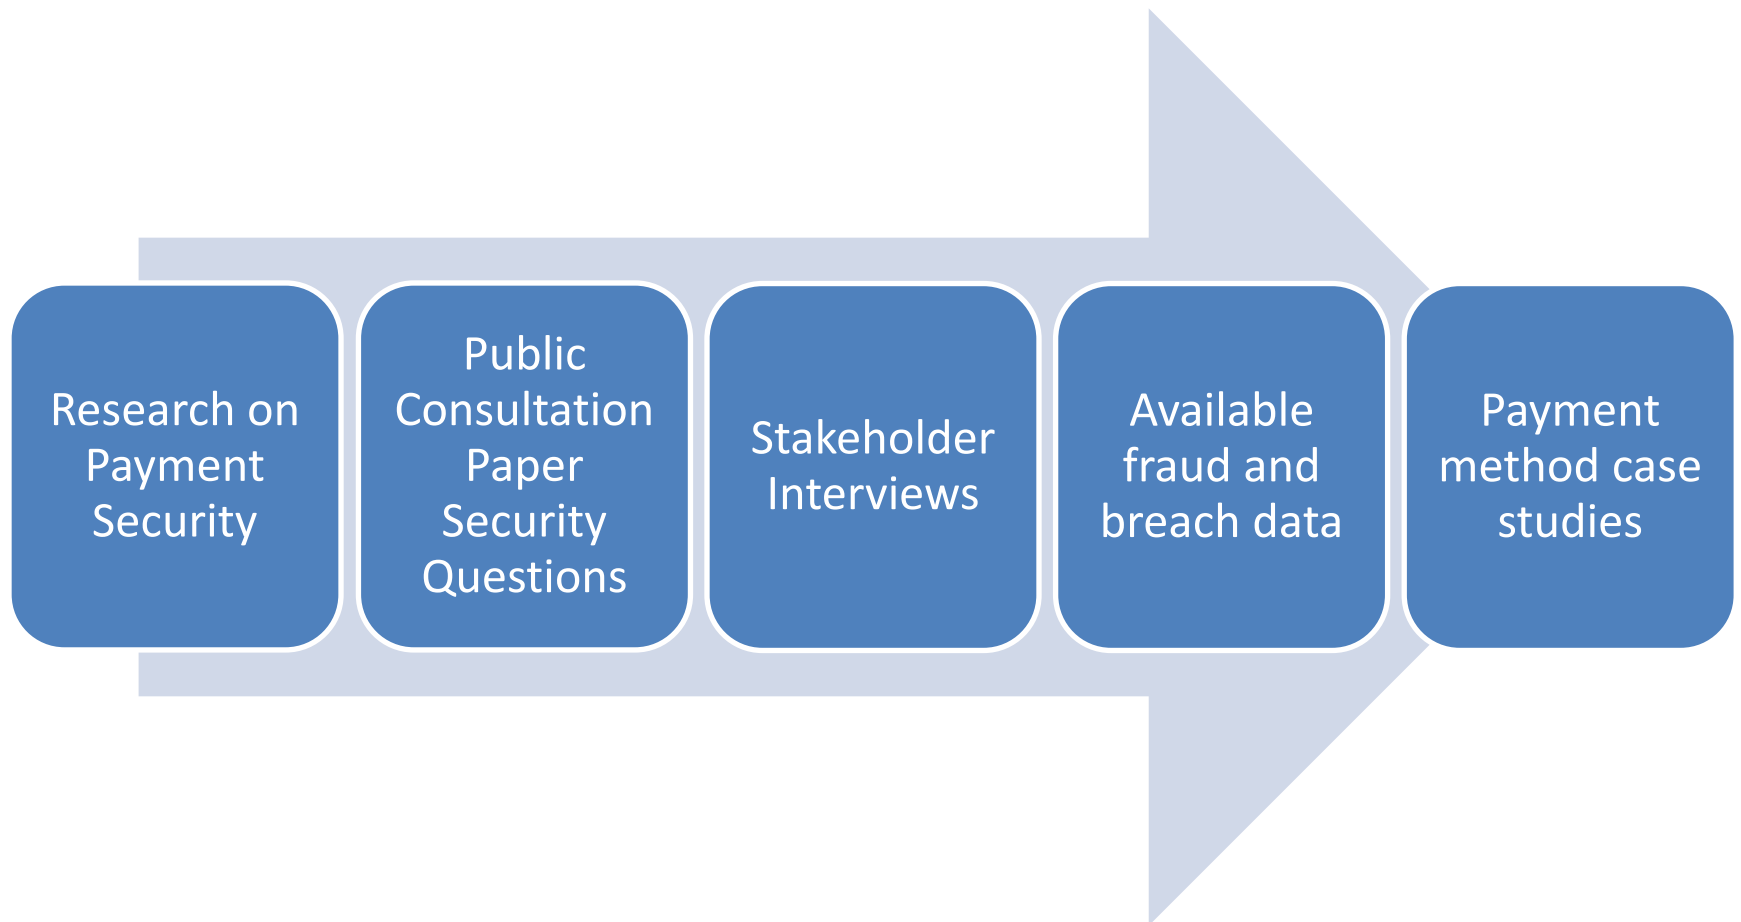 Research on
Payment
Security
Public
Consultation
Paper
Security
Questions
Stakeholder
Interviews
Available
fraud and
breach data
Payment
method case
studies